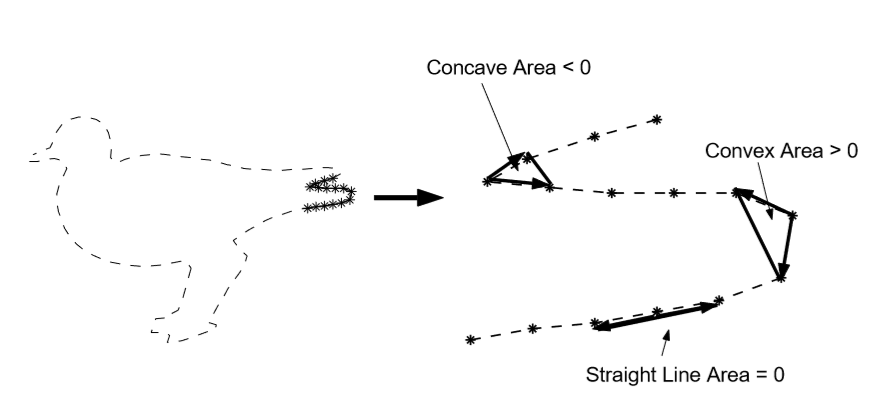 Concave Area < 0
Convex Area > 0
Straight Line Area = 0